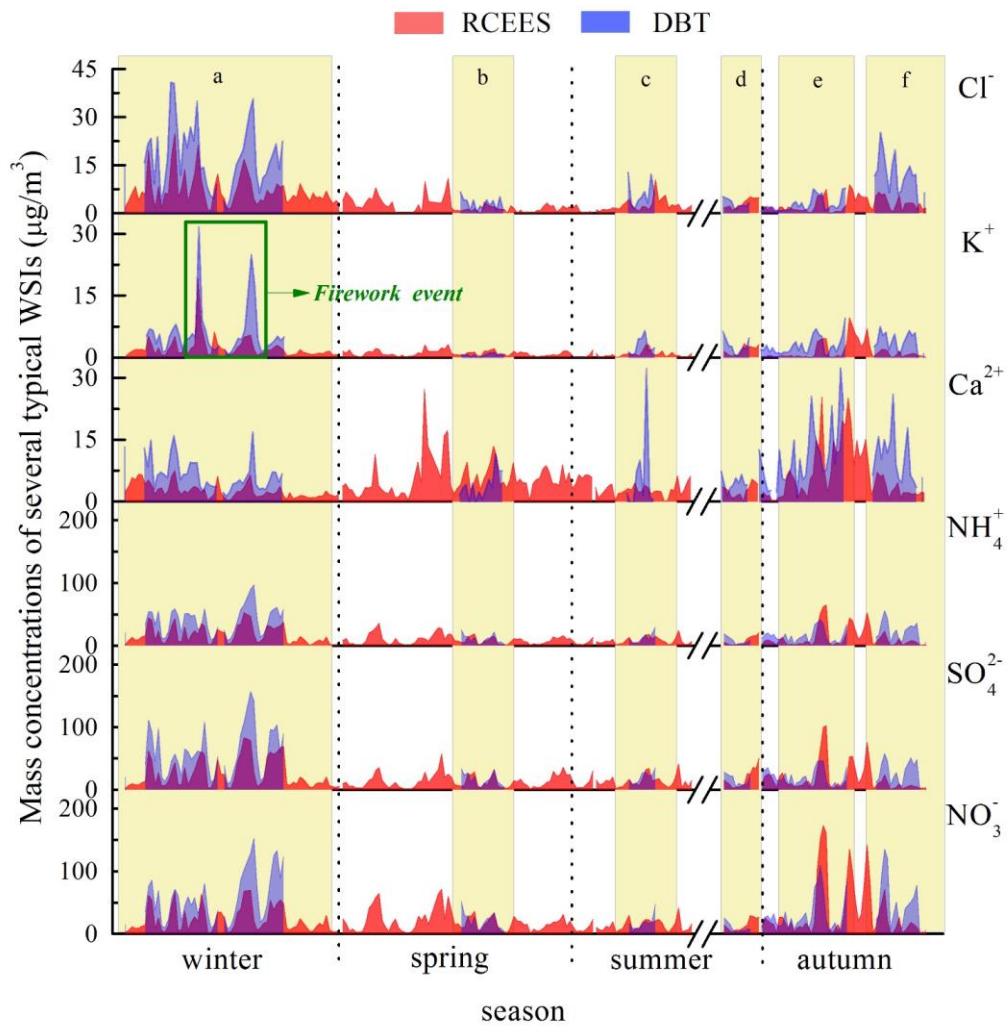 RCEES DBT
Mass concentrations of several typical WSIs (μg/m³)
a b c d e f
45
30
15
0
Cl⁻
30
15
0
K⁺
Firework event
30
15
0
Ca²⁺
200
100
0
NH₄⁺
200
100
0
SO₄²⁻
200
100
0
NO₃⁻
winter spring summer autumn
season